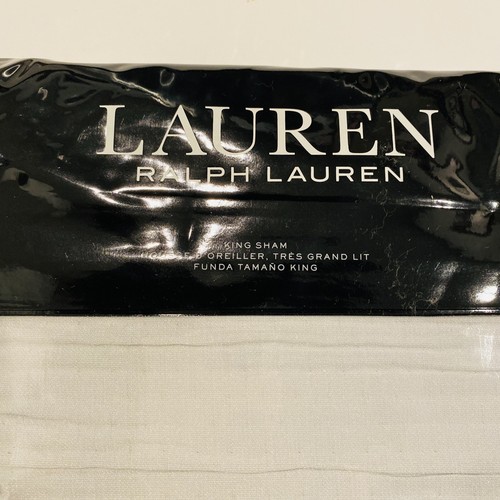 LAUREN
RALPH LAUREN
KING SHAM
D'OREILLER, TRÈS GRAND LIT
FUNDA TAMAÑO KING